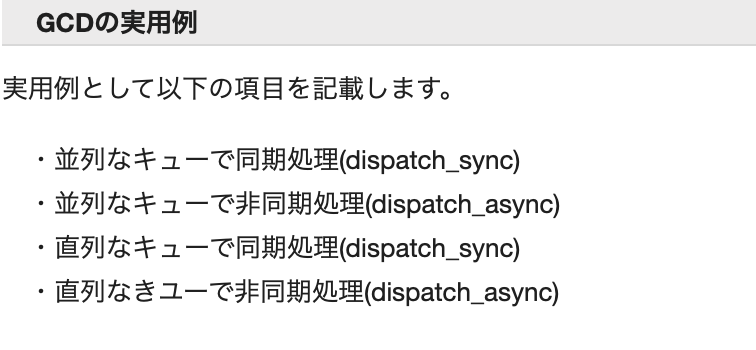 GCDの実用例
実用例として以下の項目を記載します。
・並列なキューで同期処理(dispatch_sync)
・並列なキューで非同期処理(dispatch_async)
・直列なキューで同期処理(dispatch_sync)
・直列なきユーで非同期処理(dispatch_async)